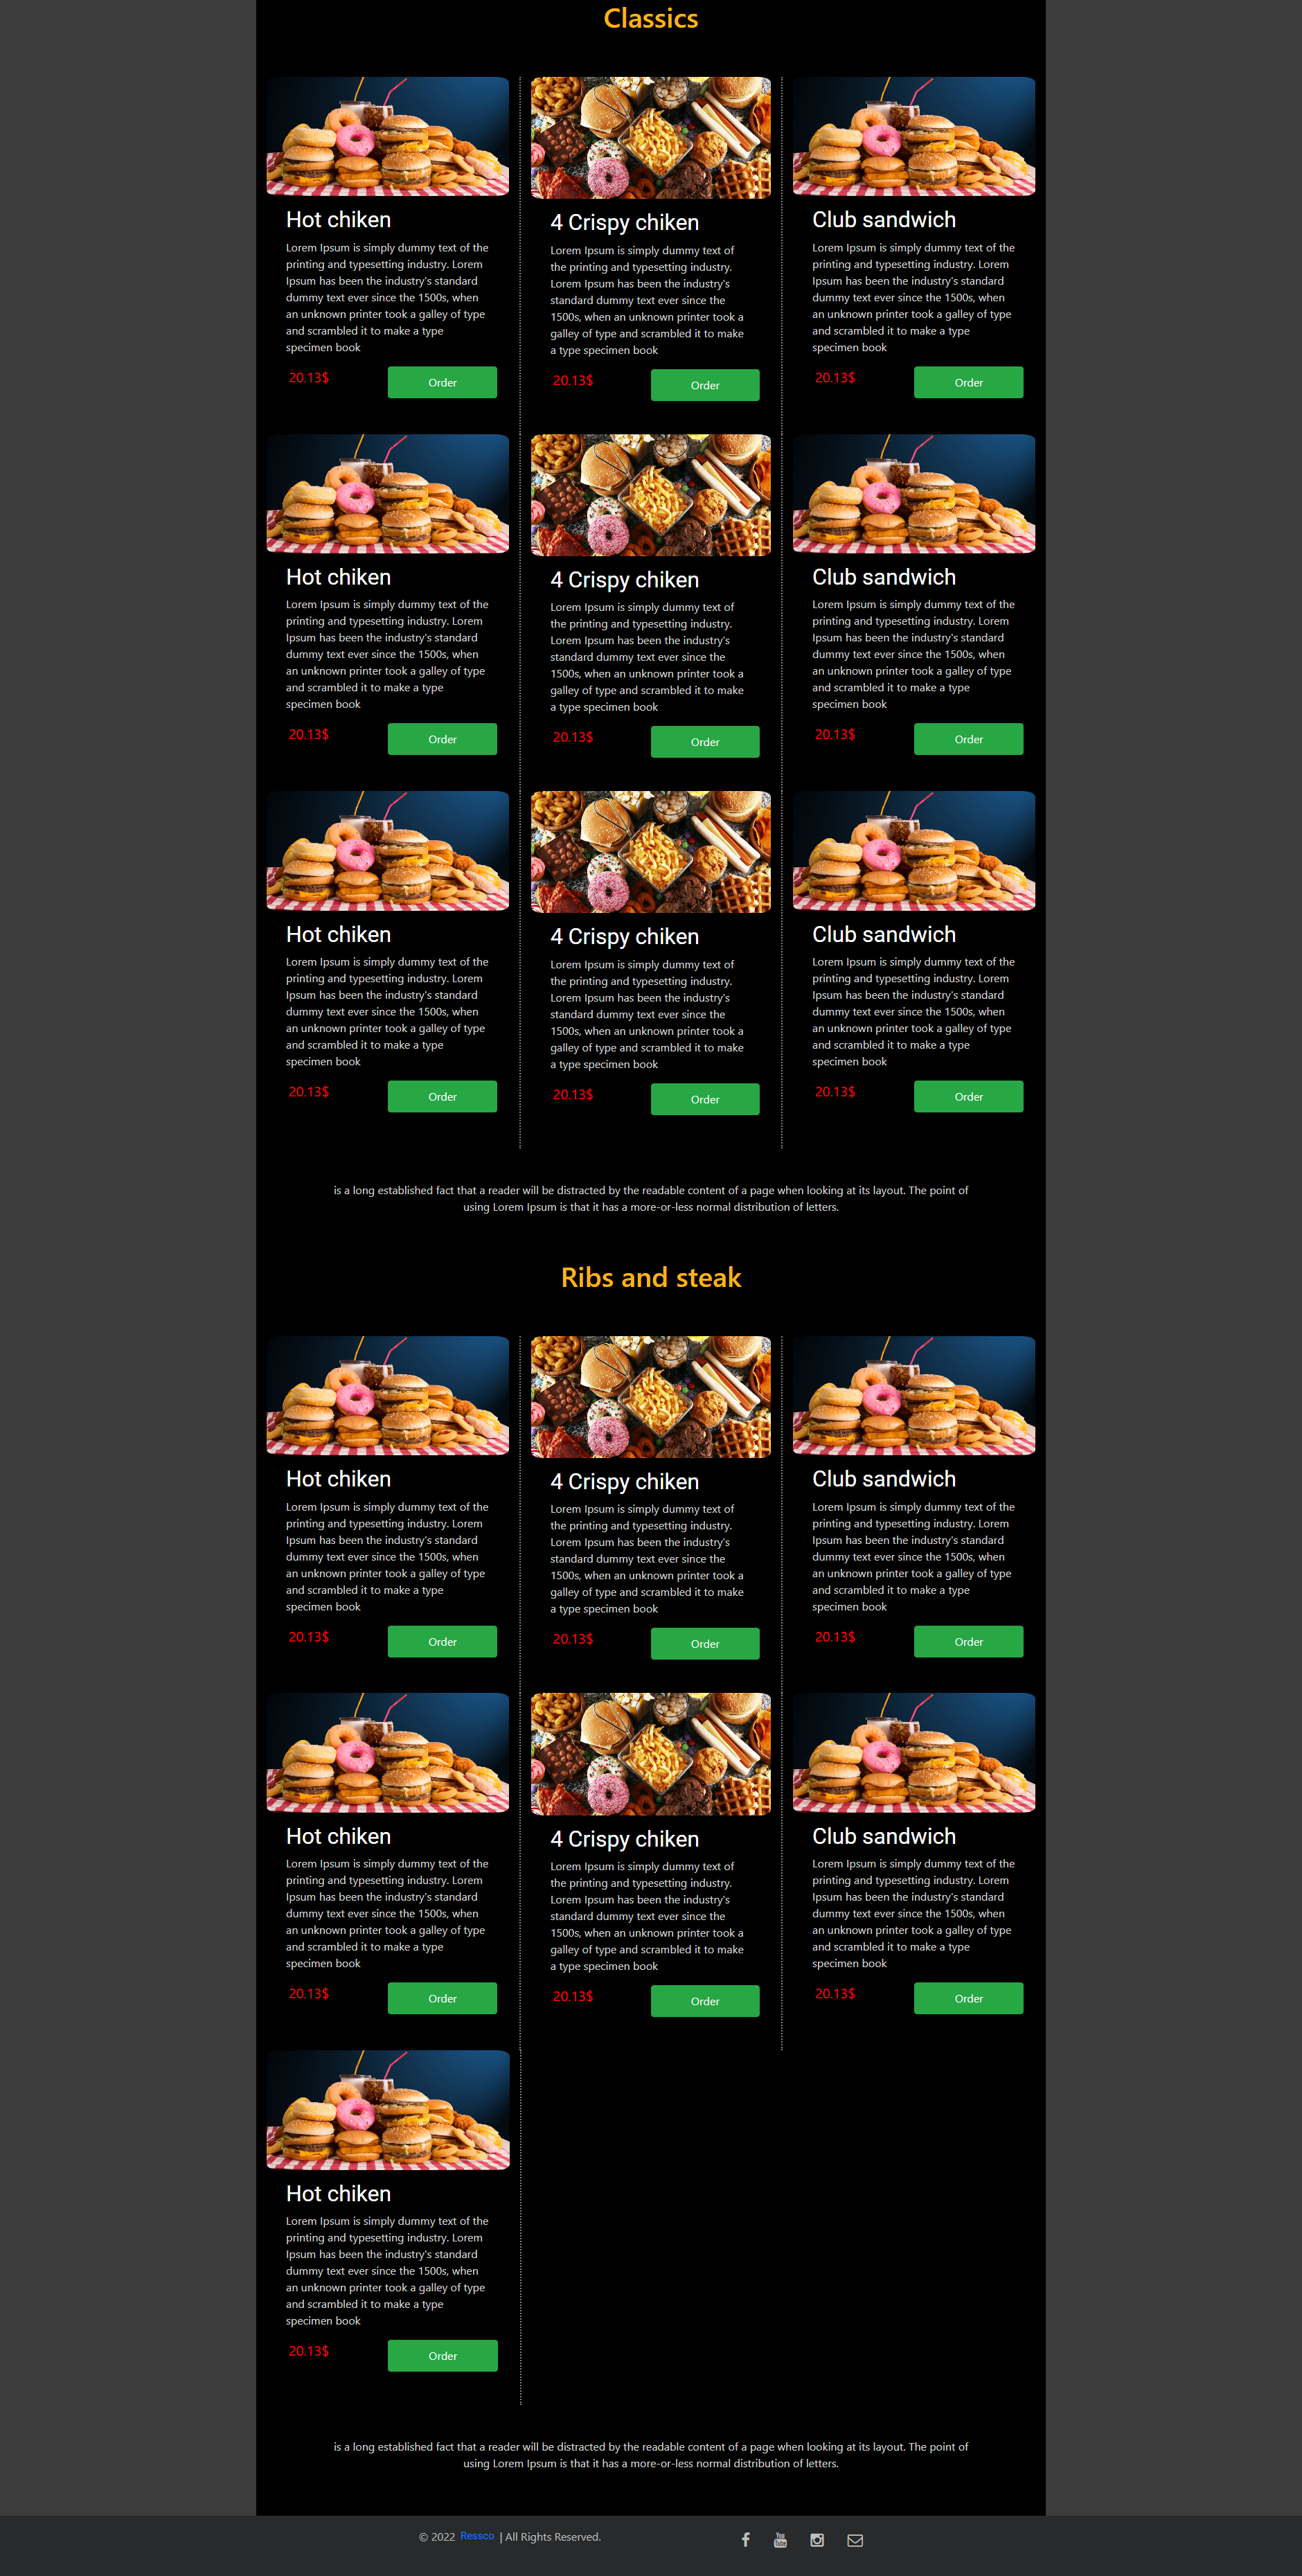 Classics
Hot chiken
Lorem Ipsum is simply dummy text of the
printing and typesetting industry. Lorem
Ipsum has been the industry's standard
dummy text ever since the 1500s, when
an unknown printer took a galley of type
and scrambled it to make a type
specimen book
20.13$
Order
4 Crispy chiken
Lorem Ipsum is simply dummy text of
the printing and typesetting industry.
Lorem Ipsum has been the industry's
standard dummy text ever since the
1500s, when an unknown printer took a
galley of type and scrambled it to make
a type specimen book
20.13$
Order
Club sandwich
Lorem Ipsum is simply dummy text of the
printing and typesetting industry. Lorem
Ipsum has been the industry's standard
dummy text ever since the 1500s, when
an unknown printer took a galley of type
and scrambled it to make a type
specimen book
20.13$
Order
Hot chiken
Lorem Ipsum is simply dummy text of the
printing and typesetting industry. Lorem
Ipsum has been the industry's standard
dummy text ever since the 1500s, when
an unknown printer took a galley of type
and scrambled it to make a type
specimen book
20.13$
Order
4 Crispy chiken
Lorem Ipsum is simply dummy text of
the printing and typesetting industry.
Lorem Ipsum has been the industry's
standard dummy text ever since the
1500s, when an unknown printer took a
galley of type and scrambled it to make
a type specimen book
20.13$
Order
Club sandwich
Lorem Ipsum is simply dummy text of the
printing and typesetting industry. Lorem
Ipsum has been the industry's standard
dummy text ever since the 1500s, when
an unknown printer took a galley of type
and scrambled it to make a type
specimen book
20.13$
Order
Hot chiken
Lorem Ipsum is simply dummy text of the
printing and typesetting industry. Lorem
Ipsum has been the industry's standard
dummy text ever since the 1500s, when
an unknown printer took a galley of type
and scrambled it to make a type
specimen book
20.13$
Order
4 Crispy chiken
Lorem Ipsum is simply dummy text of
the printing and typesetting industry.
Lorem Ipsum has been the industry's
standard dummy text ever since the
1500s, when an unknown printer took a
galley of type and scrambled it to make
a type specimen book
20.13$
Order
Club sandwich
Lorem Ipsum is simply dummy text of the
printing and typesetting industry. Lorem
Ipsum has been the industry's standard
dummy text ever since the 1500s, when
an unknown printer took a galley of type
and scrambled it to make a type
specimen book
20.13$
Order
is a long established fact that a reader will be distracted by the readable content of a page when looking at its layout. The point of
using Lorem Ipsum is that it has a more-or-less normal distribution of letters.
Ribs and steak
Hot chiken
Lorem Ipsum is simply dummy text of the
printing and typesetting industry. Lorem
Ipsum has been the industry's standard
dummy text ever since the 1500s, when
an unknown printer took a galley of type
and scrambled it to make a type
specimen book
20.13$
Order
4 Crispy chiken
Lorem Ipsum is simply dummy text of
the printing and typesetting industry.
Lorem Ipsum has been the industry's
standard dummy text ever since the
1500s, when an unknown printer took a
galley of type and scrambled it to make
a type specimen book
20.13$
Order
Club sandwich
Lorem Ipsum is simply dummy text of the
printing and typesetting industry. Lorem
Ipsum has been the industry's standard
dummy text ever since the 1500s, when
an unknown printer took a galley of type
and scrambled it to make a type
specimen book
20.13$
Order
Hot chiken
Lorem Ipsum is simply dummy text of the
printing and typesetting industry. Lorem
Ipsum has been the industry's standard
dummy text ever since the 1500s, when
an unknown printer took a galley of type
and scrambled it to make a type
specimen book
20.13$
Order
4 Crispy chiken
Lorem Ipsum is simply dummy text of
the printing and typesetting industry.
Lorem Ipsum has been the industry's
standard dummy text ever since the
1500s, when an unknown printer took a
galley of type and scrambled it to make
a type specimen book
20.13$
Order
Club sandwich
Lorem Ipsum is simply dummy text of the
printing and typesetting industry. Lorem
Ipsum has been the industry's standard
dummy text ever since the 1500s, when
an unknown printer took a galley of type
and scrambled it to make a type
specimen book
20.13$
Order
Hot chiken
Lorem Ipsum is simply dummy text of the
printing and typesetting industry. Lorem
Ipsum has been the industry's standard
dummy text ever since the 1500s, when
an unknown printer took a galley of type
and scrambled it to make a type
specimen book
20.13$
Order
is a long established fact that a reader will be distracted by the readable content of a page when looking at its layout. The point of
using Lorem Ipsum is that it has a more-or-less normal distribution of letters.
© 2022 Ressco | All Rights Reserved.
You Tube